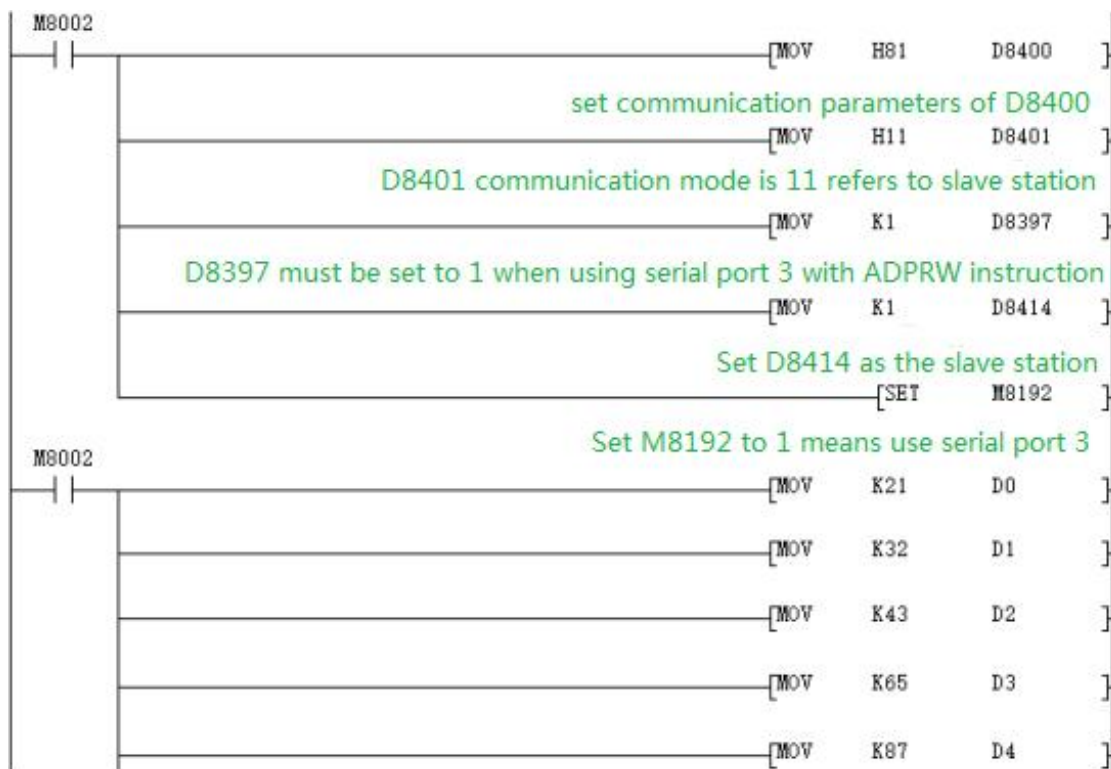 M8002
[MOV H81 D8400 ]
set communication parameters of D8400
[MOV H11 D8401 ]
D8401 communication mode is 11 refers to slave station
[MOV K1 D8397 ]
D8397 must be set to 1 when using serial port 3 with ADPRW instruction
[MOV K1 D8414 ]
Set D8414 as the slave station
[SET M8192 ]
Set M8192 to 1 means use serial port 3
M8002
[MOV K21 D0 ]
[MOV K32 D1 ]
[MOV K43 D2 ]
[MOV K65 D3 ]
[MOV K87 D4 ]